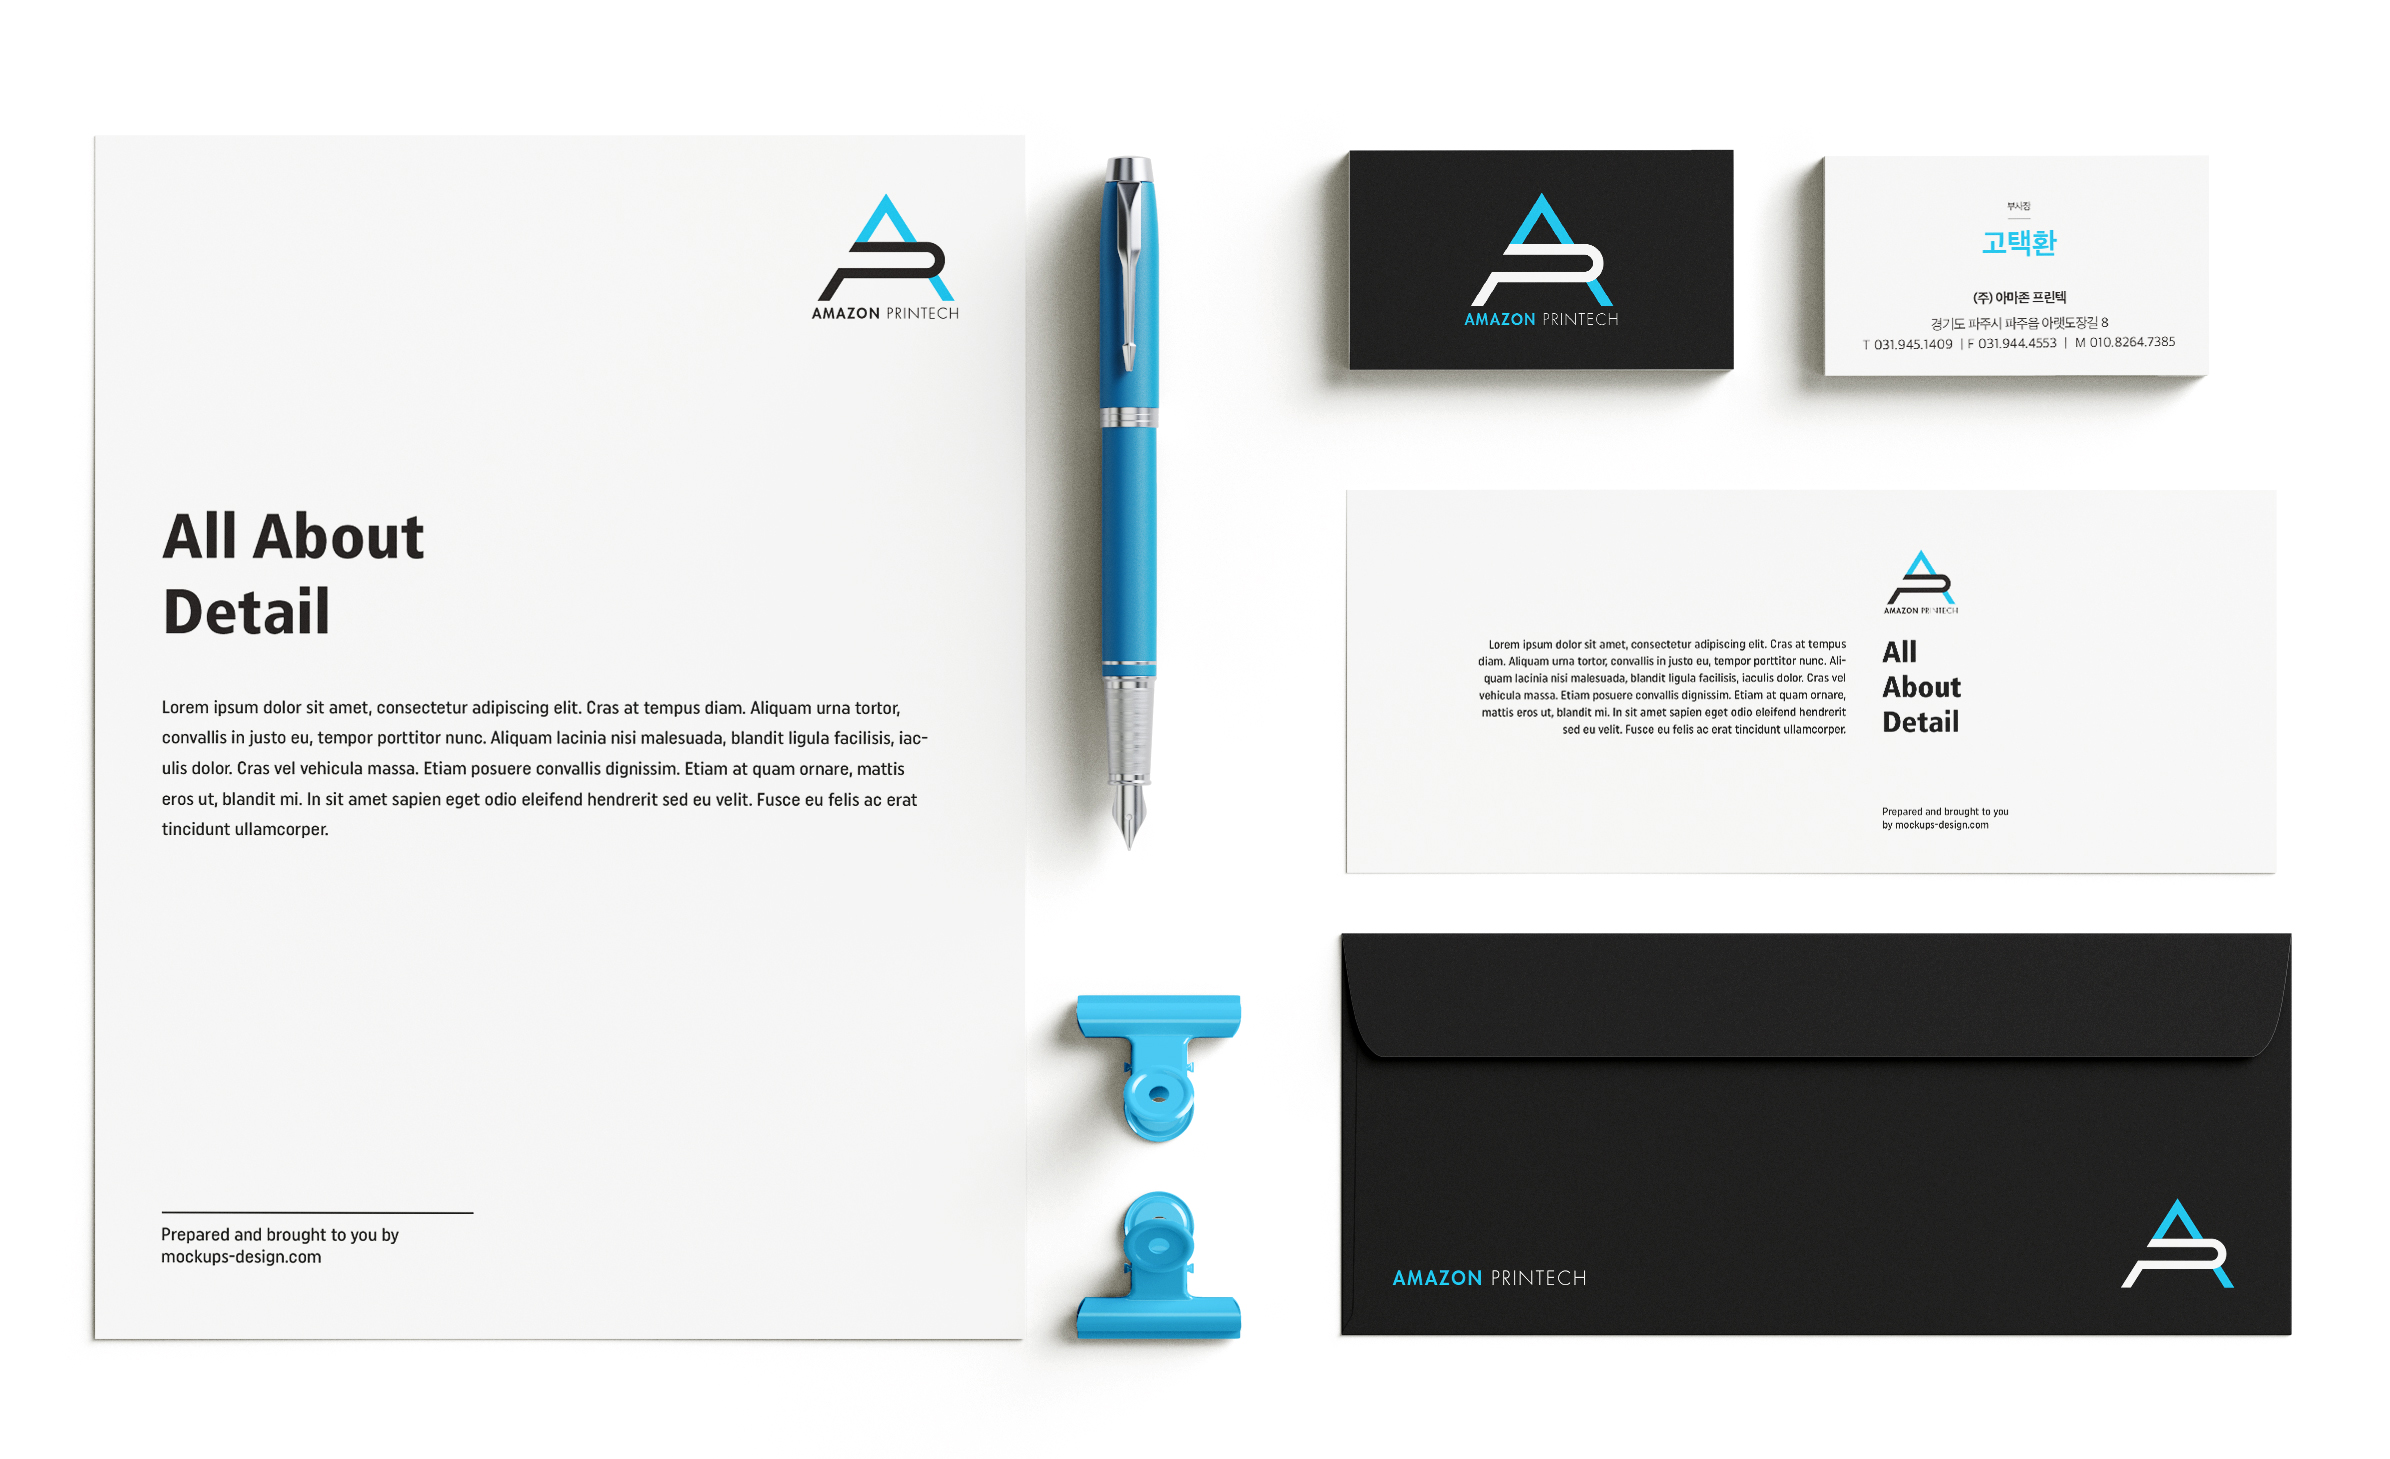 AMAZON PRINTECH
All About
Detail
Lorem ipsum dolor sit amet, consectetur adipiscing elit. Cras at tempus diam. Aliquam urna tortor,
convallis in justo eu, tempor porttitor nunc. Aliquam lacinia nisi malesuada, blandit ligula facilisis, iac-
ulis dolor. Cras vel vehicula massa. Etiam posuere convallis dignissim. Etiam at quam ornare, mattis
eros ut, blandit mi. In sit amet sapien eget odio eleifend hendrerit sed eu velit. Fusce eu felis ac erat
tincidunt ullamcorper.
Prepared and brought to you by
mockups-design.com
AMAZON PRINTECH
부사장
고택환
(주) 아마존 프린텍
경기도 파주시 파주읍 아랫도장길 8
T 031.945.1409 | F 031.944.4553 | M 010.8264.7385
AMAZON PRINTECH
Lorem ipsum dolor sit amet, consectetur adipiscing elit. Cras at tempus
diam. Aliquam urna tortor, convallis in justo eu, tempor porttitor nunc. Ali-
quam lacinia nisi malesuada, blandit ligula facilisis, iaculis dolor. Cras vel
vehicula massa. Etiam posuere convallis dignissim. Etiam at quam ornare,
mattis eros ut, blandit mi. In sit amet sapien eget odio eleifend hendrerit
sed eu velit. Fusce eu felis ac erat tincidunt ullamcorper.
All
About
Detail
Prepared and brought to you
by mockups-design.com
AMAZON PRINTECH